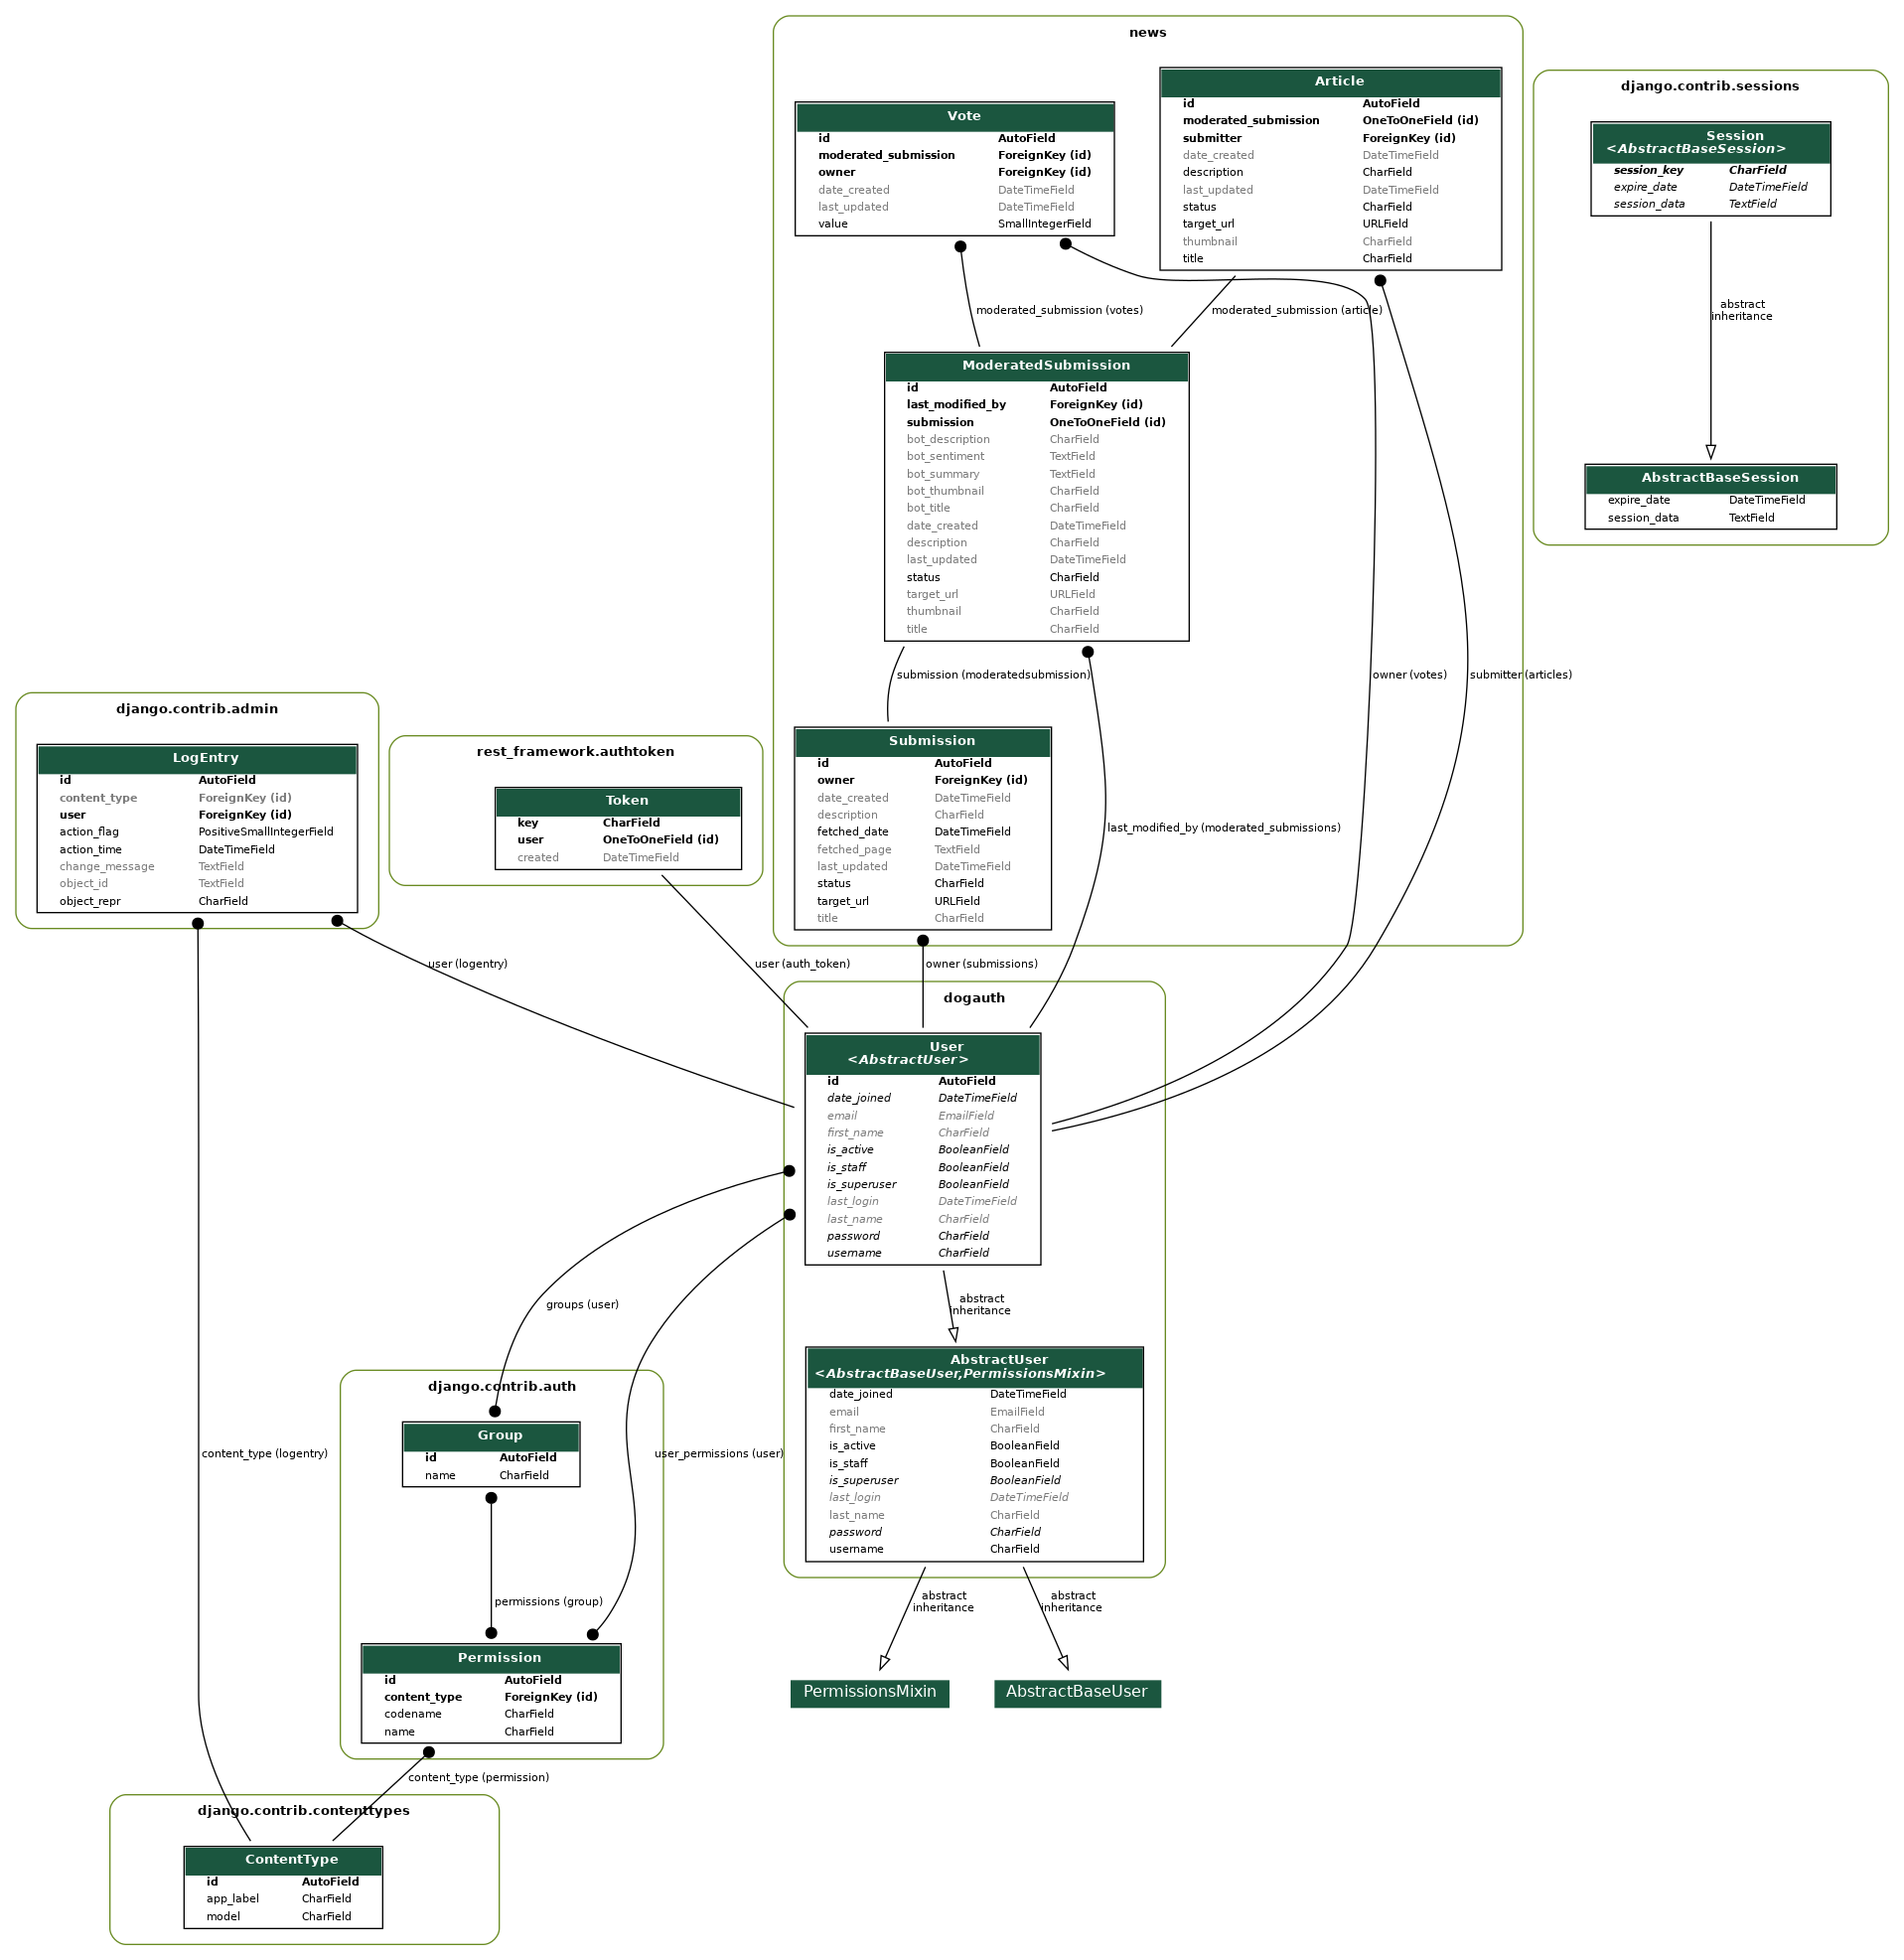 news
Article
id AutoField
moderated_submission OneToOneField (id)
submitter ForeignKey (id)
date_created DateTimeField
description CharField
last_updated DateTimeField
status CharField
target_url URLField
thumbnail CharField
title CharField
Vote
id AutoField
moderated_submission ForeignKey (id)
owner ForeignKey (id)
date_created DateTimeField
last_updated DateTimeField
value SmallIntegerField
django.contrib.sessions
Session
<AbstractBaseSession>
session_key CharField
expire_date DateTimeField
session_data TextField
moderated_submission (votes)
moderated_submission (article)
abstract
inheritance
ModeratedSubmission
id AutoField
last_modified_by ForeignKey (id)
submission OneToOneField (id)
bot_description CharField
bot_sentiment TextField
bot_summary TextField
bot_thumbnail CharField
bot_title CharField
date_created DateTimeField
description CharField
last_updated DateTimeField
status CharField
target_url URLField
thumbnail CharField
title CharField
AbstractBaseSession
expire_date DateTimeField
session_data TextField
submission (moderatedsubmission)
owner (votes)
submitter (articles)
django.contrib.admin
LogEntry
id AutoField
content_type ForeignKey (id)
user ForeignKey (id)
action_flag PositiveSmallIntegerField
action_time DateTimeField
change_message TextField
object_id TextField
object_repr CharField
rest_framework.authtoken
Token
key CharField
user OneToOneField (id)
created DateTimeField
Submission
id AutoField
owner ForeignKey (id)
date_created DateTimeField
description CharField
fetched_date DateTimeField
fetched_page TextField
last_updated DateTimeField
status CharField
target_url URLField
title CharField
last_modified_by (moderated_submissions)
user (logentry)
user (auth_token)
owner (submissions)
dogauth
User
<AbstractUser>
id AutoField
date_joined DateTimeField
email EmailField
first_name CharField
is_active BooleanField
is_staff BooleanField
is_superuser BooleanField
last_login DateTimeField
last_name CharField
password CharField
username CharField
groups (user)
abstract
inheritance
AbstractUser
<AbstractBaseUser,PermissionsMixin>
date_joined DateTimeField
email EmailField
first_name CharField
is_active BooleanField
is_staff BooleanField
is_superuser BooleanField
last_login DateTimeField
last_name CharField
password CharField
username CharField
django.contrib.auth
Group
id AutoField
name CharField
content_type (logentry)
user_permissions (user)
permissions (group)
abstract
inheritance
abstract
inheritance
Permission
id AutoField
content_type ForeignKey (id)
codename CharField
name CharField
PermissionsMixin
AbstractBaseUser
content_type (permission)
django.contrib.contenttypes
ContentType
id AutoField
app_label CharField
model CharField